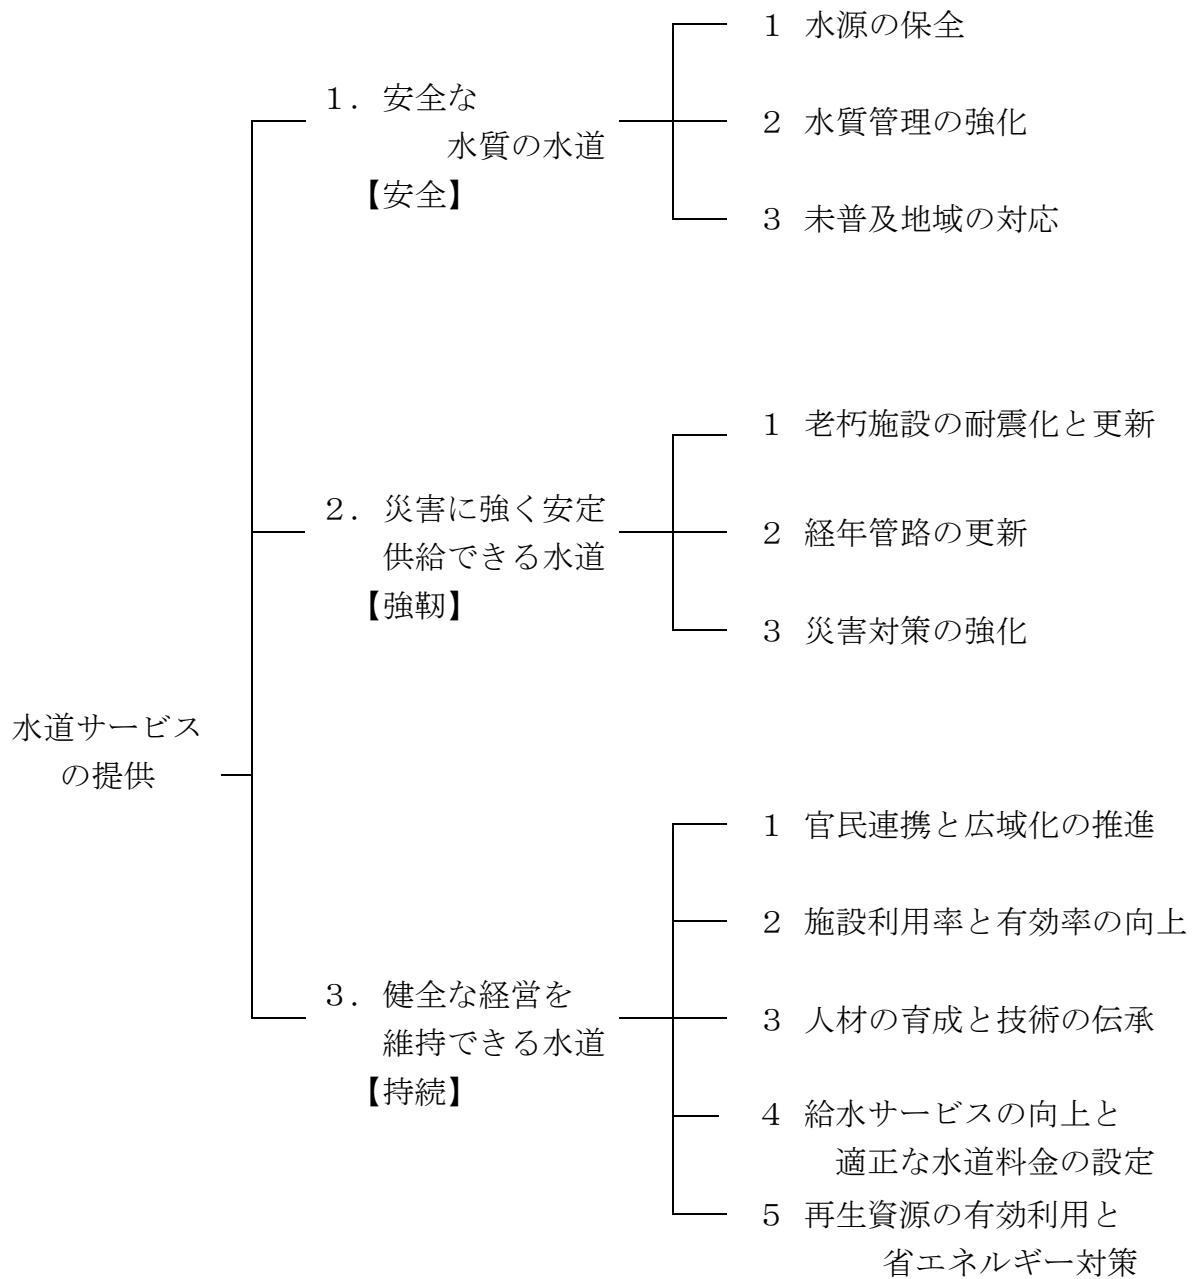 水道サービス
の提供
１．安全な
水質の水道
【安全】
１ 水源の保全
２ 水質管理の強化
３ 未普及地域の対応
２．災害に強く安定
供給できる水道
【強靭】
１ 老朽施設の耐震化と更新
２ 経年管路の更新
３ 災害対策の強化
３．健全な経営を
維持できる水道
【持続】
１ 官民連携と広域化の推進
２ 施設利用率と有効率の向上
３ 人材の育成と技術の伝承
４ 給水サービスの向上と
適正な水道料金の設定
５ 再生資源の有効利用と
省エネルギー対策